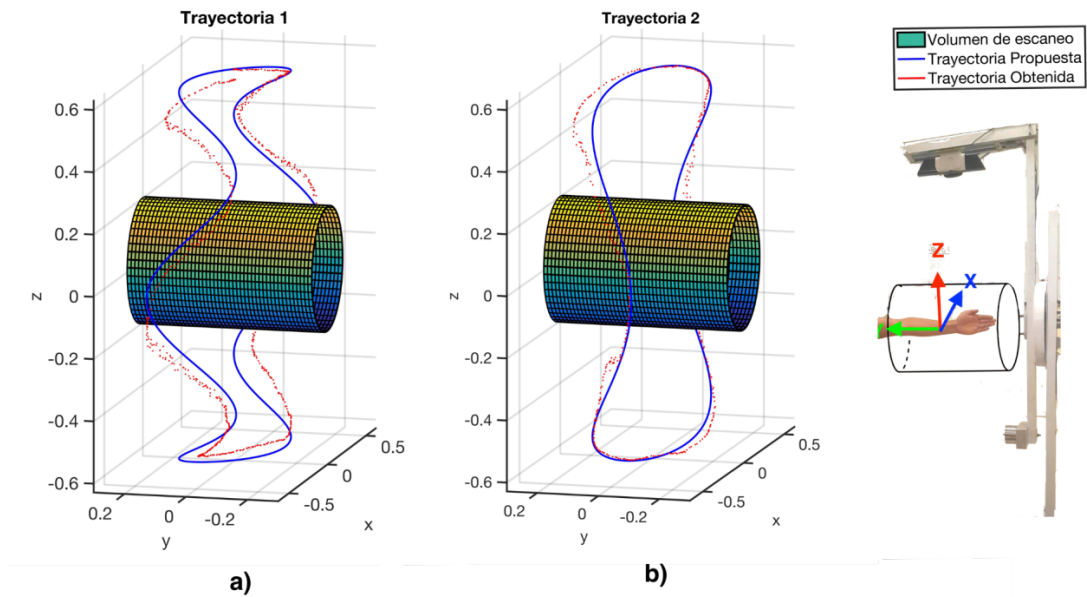 Trayectoria 1
0.6
0.4
0.2
0
-0.2
-0.4
-0.6
z
0.2
0
-0.2
y
-0.5
0
0.5
x
a)
Trayectoria 2
0.6
0.4
0.2
0
-0.2
-0.4
-0.6
z
0.2
0
-0.2
y
-0.5
0
0.5
x
b)
Volumen de escaneo
Trayectoria Propuesta
Trayectoria Obtenida
Z
X